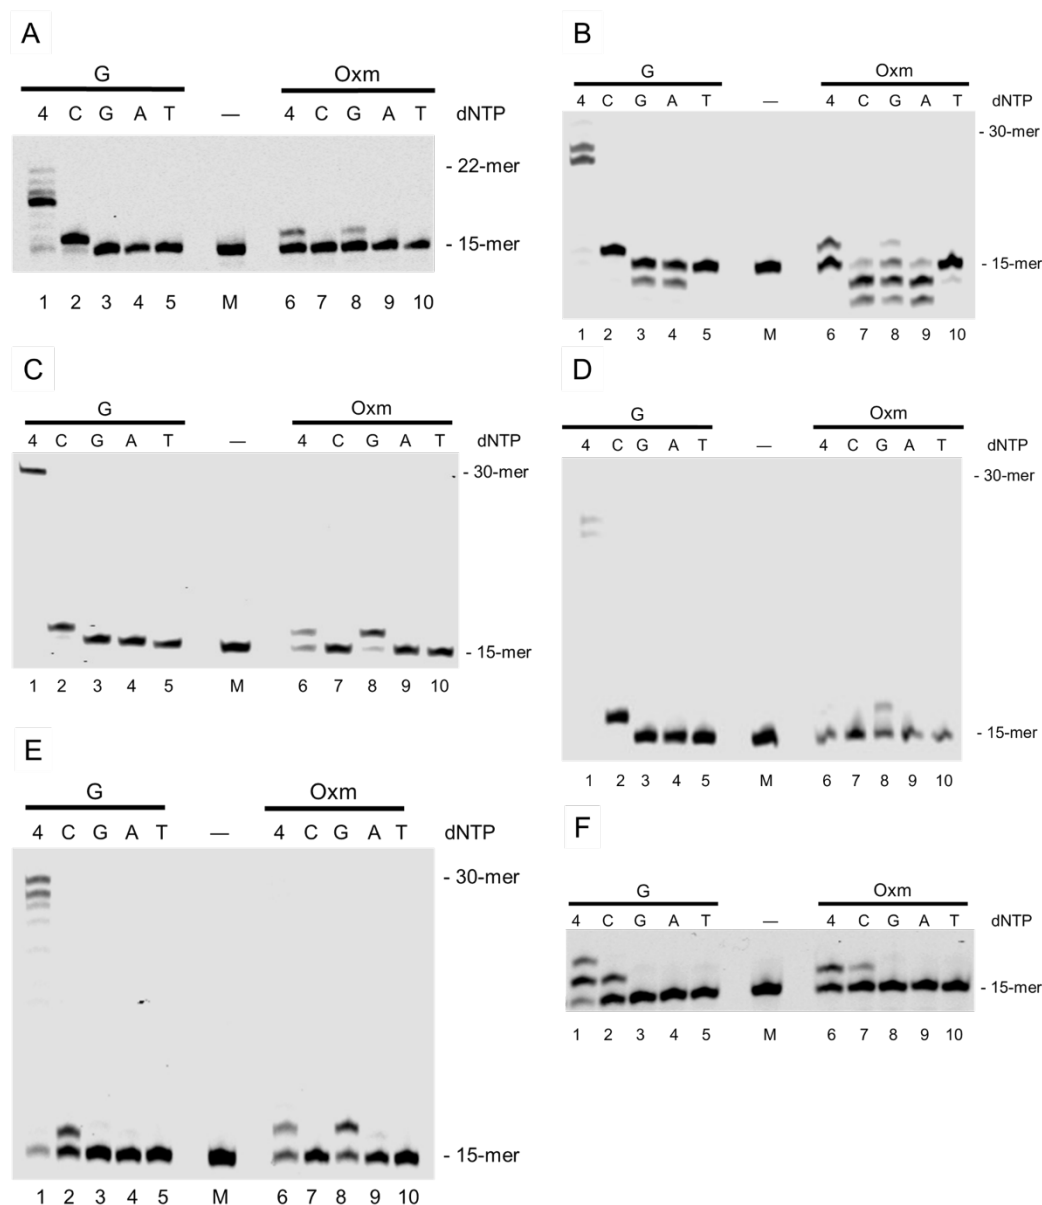 A
G
Oxm
4 C G A T — 4 C G A T dNTP
- 22-mer
- 15-mer
1 2 3 4 5 M 6 7 8 9 10
B
G
Oxm
4 C G A T — 4 C G A T dNTP
- 30-mer
- 15-mer
1 2 3 4 5 M 6 7 8 9 10
C
G
Oxm
4 C G A T — 4 C G A T dNTP
- 30-mer
- 15-mer
1 2 3 4 5 M 6 7 8 9 10
D
G
Oxm
4 C G A T — 4 C G A T dNTP
- 30-mer
- 15-mer
1 2 3 4 5 M 6 7 8 9 10
E
G
Oxm
4 C G A T — 4 C G A T dNTP
- 30-mer
- 15-mer
1 2 3 4 5 M 6 7 8 9 10
F
G
Oxm
4 C G A T — 4 C G A T dNTP
- 15-mer
1 2 3 4 5 M 6 7 8 9 10